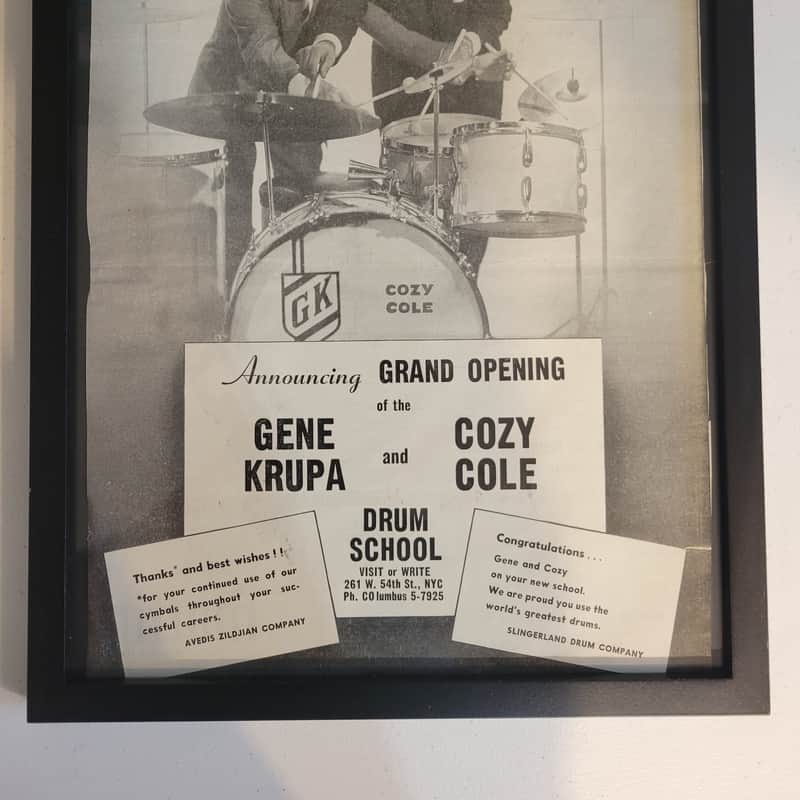 GK
COZY
COLE
Announcing GRAND OPENING
of the
GENE
KRUPA
and
COZY
COLE
DRUM
SCHOOL
VISIT or WRITE
261 W. 54th St., NYC
Ph. COlumbus 5-7925
Thanks* and best wishes!!
*for your continued use of our
cymbals throughout your suc-
cessful careers.
AVEDIS ZILDJIAN COMPANY
Congratulations...
Gene and Cozy
on your new school.
We are proud you use the
world's greatest drums.
SLINGERLAND DRUM COMPANY